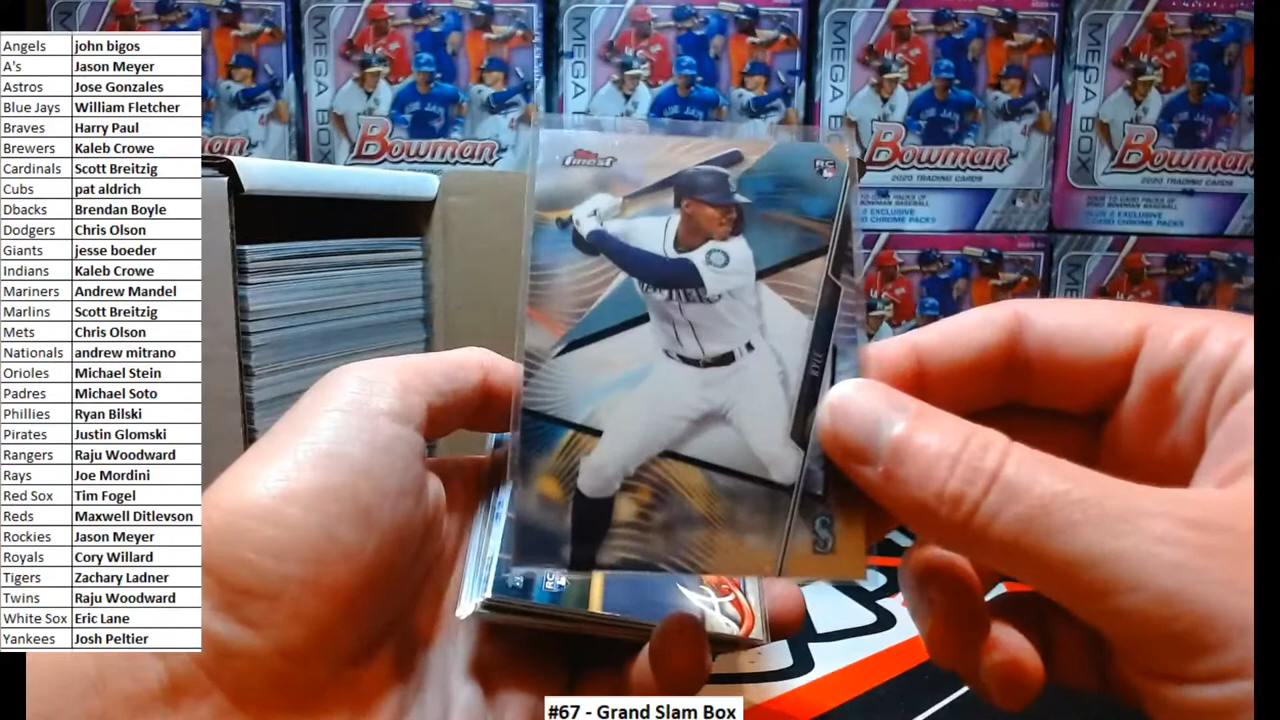 Angels john bigos
A's Jason Meyer
Astros Jose Gonzales
Blue Jays William Fletcher
Braves Harry Paul
Brewers Kaleb Crowe
Cardinals Scott Breitzig
Cubs pat aldrich
Dbacks Brendan Boyle
Dodgers Chris Olson
Giants jesse boeder
Indians Kaleb Crowe
Mariners Andrew Mandel
Marlins Scott Breitzig
Mets Chris Olson
Nationals andrew mitrano
Orioles Michael Stein
Padres Michael Soto
Phillies Ryan Bilski
Pirates Justin Glomski
Rangers Raju Woodward
Rays Joe Mordini
Red Sox Tim Fogel
Reds Maxwell Ditlevson
Rockies Jason Meyer
Royals Cory Willard
Tigers Zachary Ladner
Twins Raju Woodward
White Sox Eric Lane
Yankees Josh Peltier
MEGA BOX
Bowman
MEGA BOX
MEGA BOX
Bowman
2020 TRADING CARDS
MEGA BOX
Bowman
2020 TRADING CARDS
Topps
finest
RC
KYLE
S
RC
A
#67 - Grand Slam Box